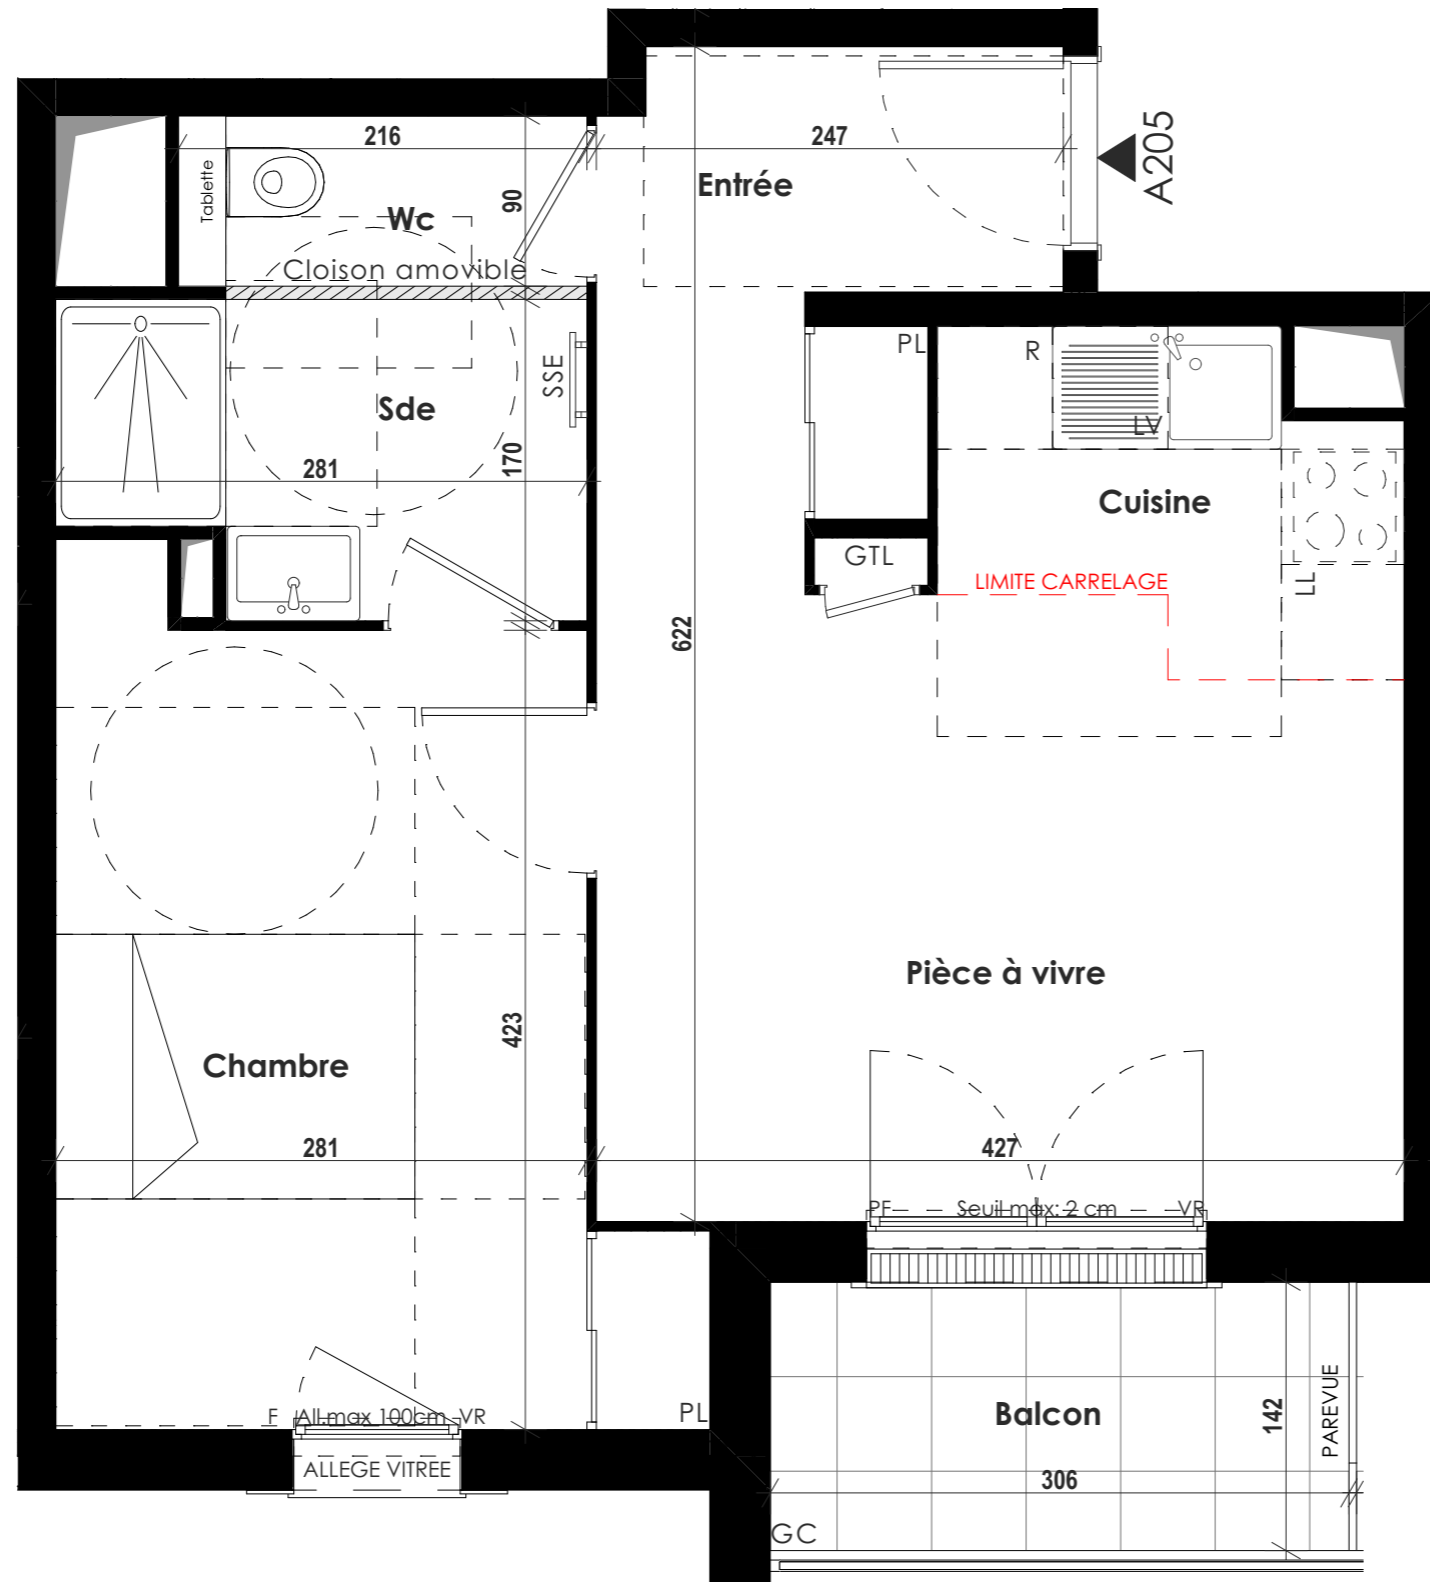 216
247
A205
Entrée
Tablette
90
Wc
Cloison amovible
PL
R
SSE
Sde
LV
281
170
Cuisine
GTL
LIMITE CARRELAGE
LL
622
Pièce à vivre
423
Chambre
281
427
PF Seuil max: 2 cm VR
F All.max 100cm VR
PL
ALLEGE VITREE
Balcon
142
PAREVUE
306
GC